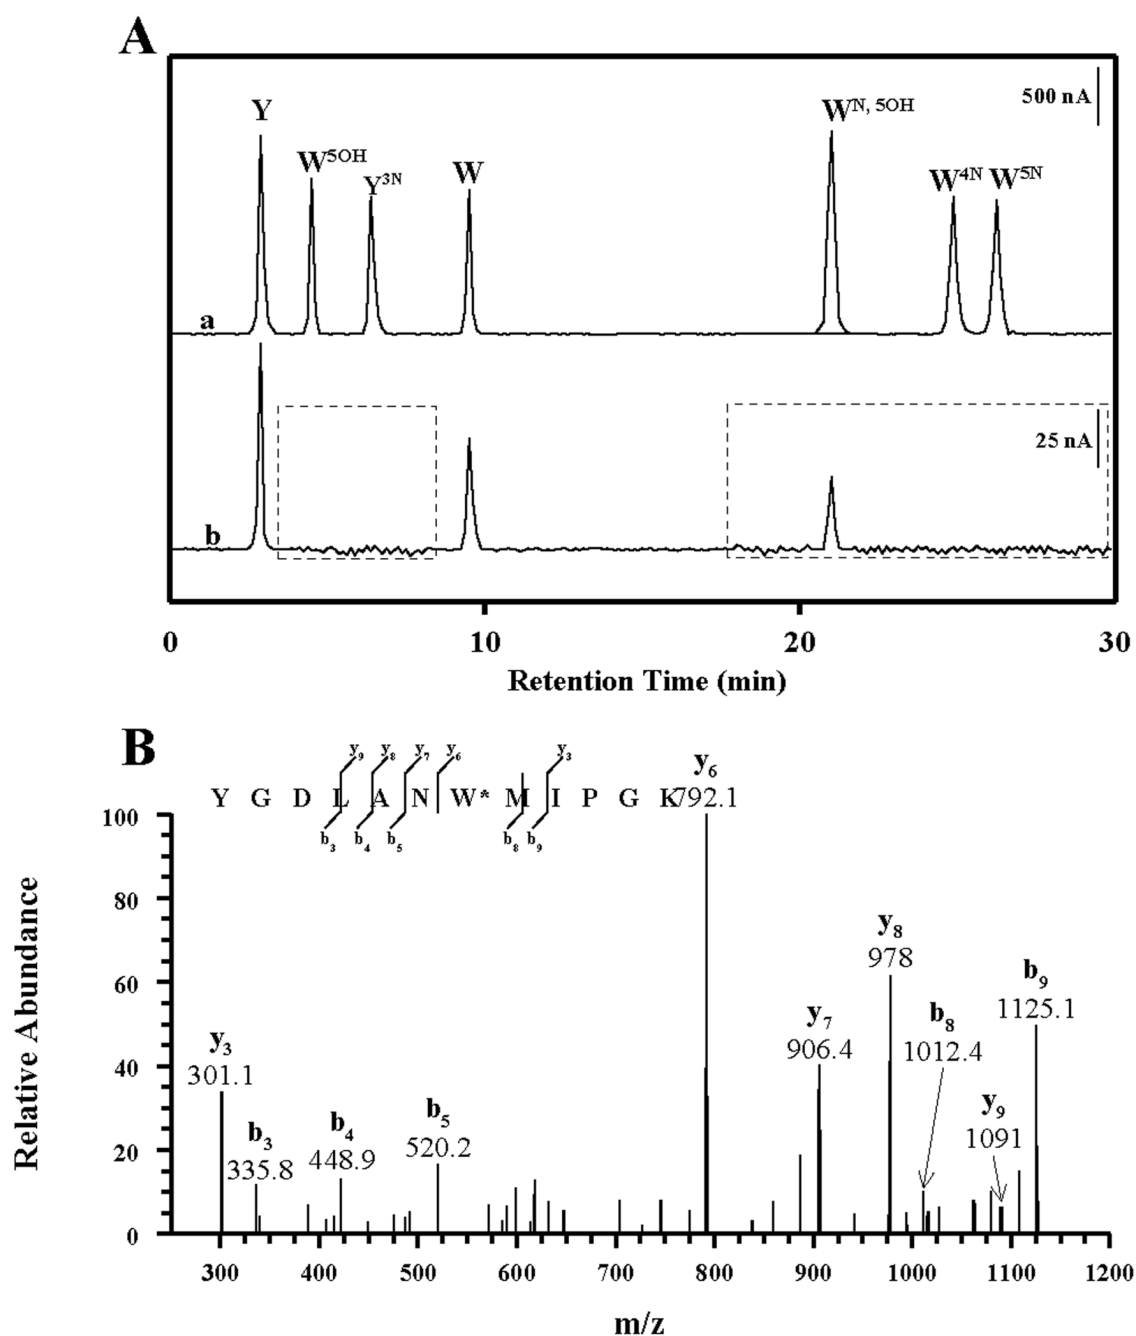 A
500 nA
Y
W5OH
Y3N
W
WN, 5OH
W4N
W5N
a
25 nA
b
0
10
20
30
Retention Time (min)
B
y9 y8 y7 y6 y3
Y G D L A N W* M I P G K
b3 b4 b5 b8 b9
y6
792.1
y8
978
b9
1125.1
y7
906.4
b8
1012.4
y3
301.1
y9
1091
b5
520.2
b4
448.9
b3
335.8
100
80
60
40
20
0
Relative Abundance
300 400 500 600 700 800 900 1000 1100 1200
m/z